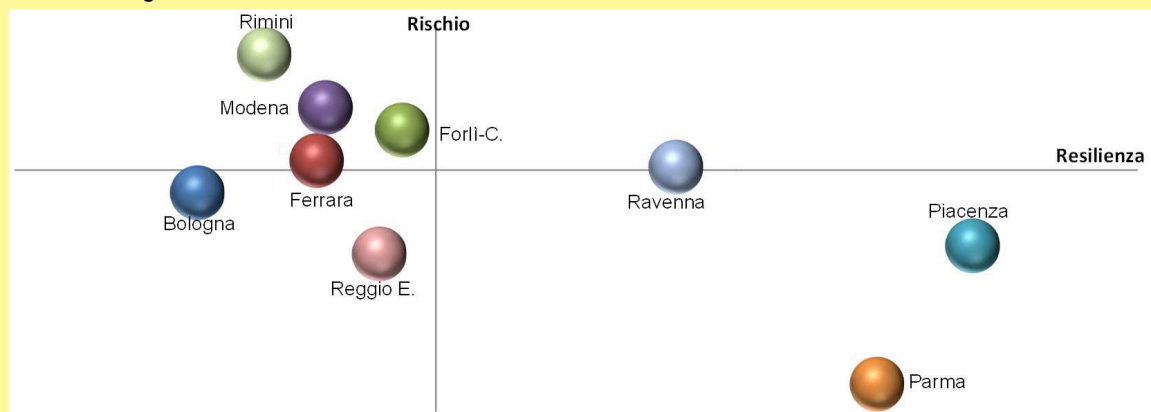 Rimini
Rischio
Modena
Forlì-C.
Resilienza
Ferrara
Ravenna
Piacenza
Bologna
Reggio E.
Parma